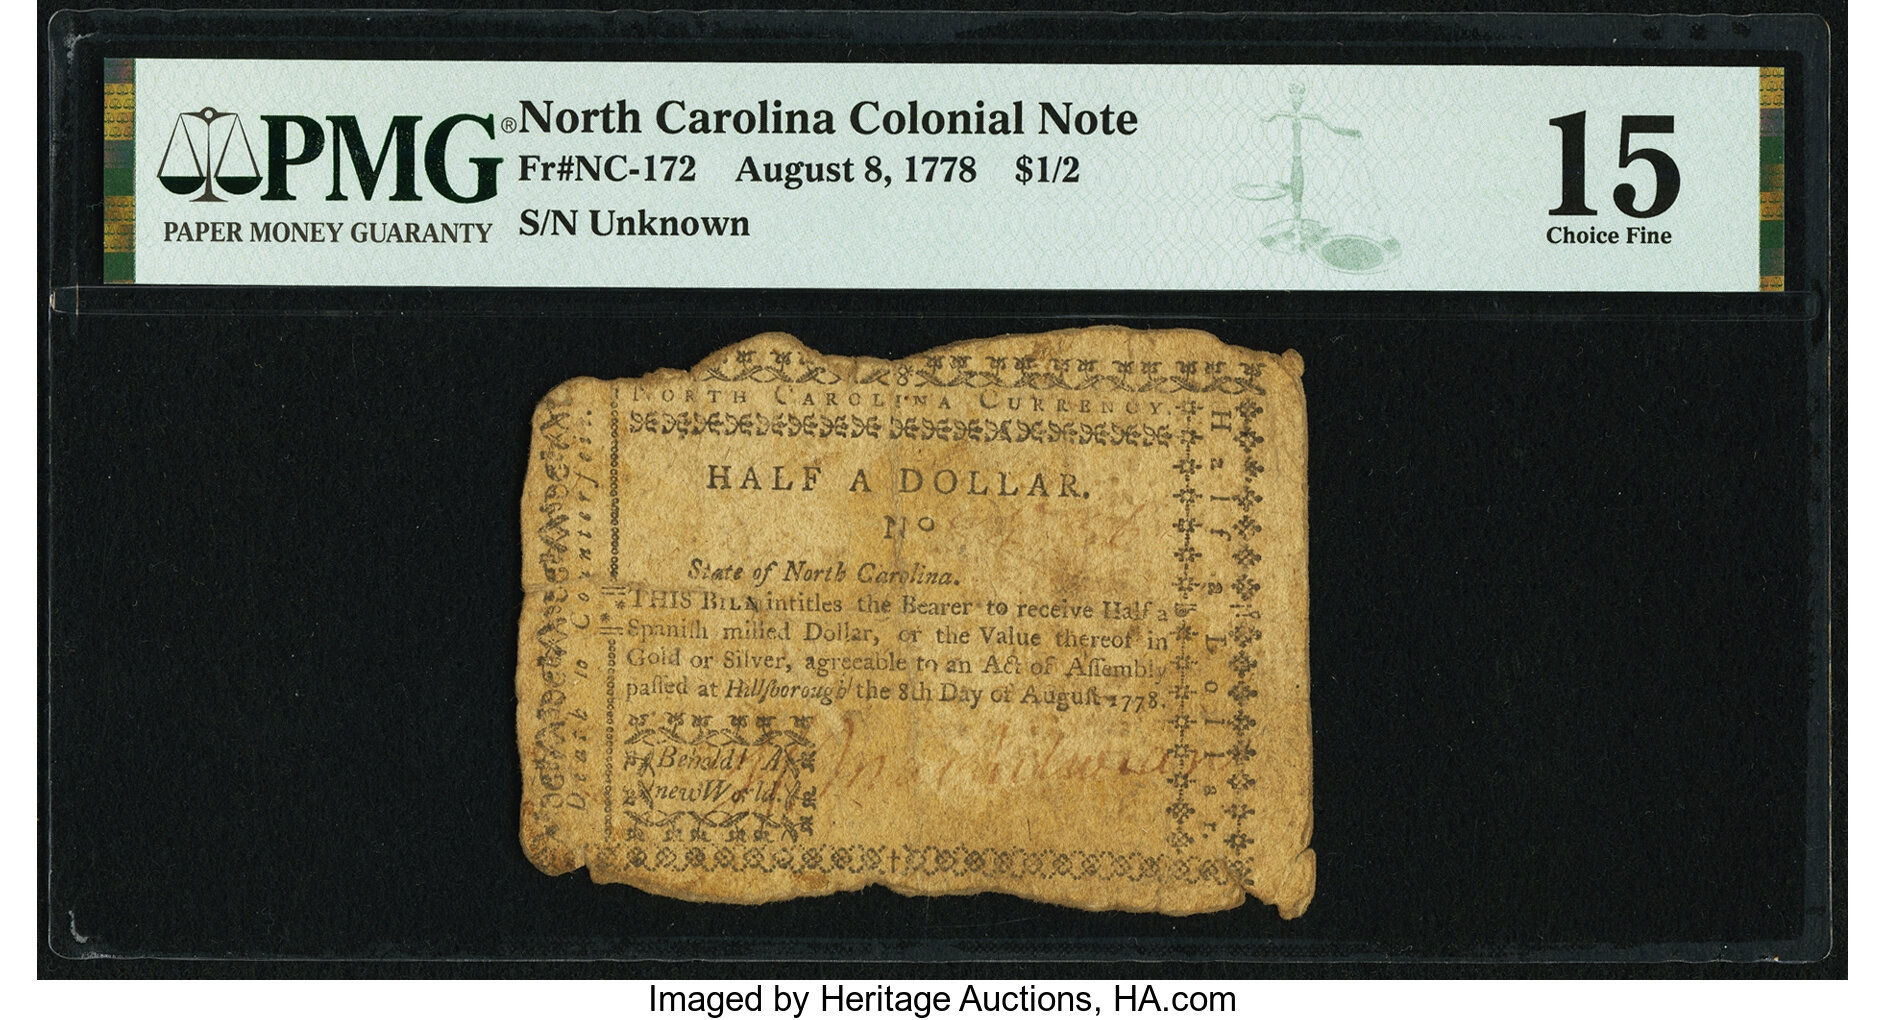 PMG®
PAPER MONEY GUARANTY
North Carolina Colonial Note
Fr#NC-172 August 8, 1778 $1/2
S/N Unknown
15
Choice Fine
NORTH CAROLINA CURRENCY.
HALF A DOLLAR.
No
State of North Carolina.
THIS BILL intitles the Bearer to receive Half a
Spaniſh milled Dollar, or the Value thereof in
Gold or Silver, agreeable to an Act of Aſſembly
paſſed at Hillſborough the 8th Day of Auguſt 1778.
Behold! A
new World.
Death to Counterfeit.
Half a Dollar.
Imaged by Heritage Auctions, HA.com